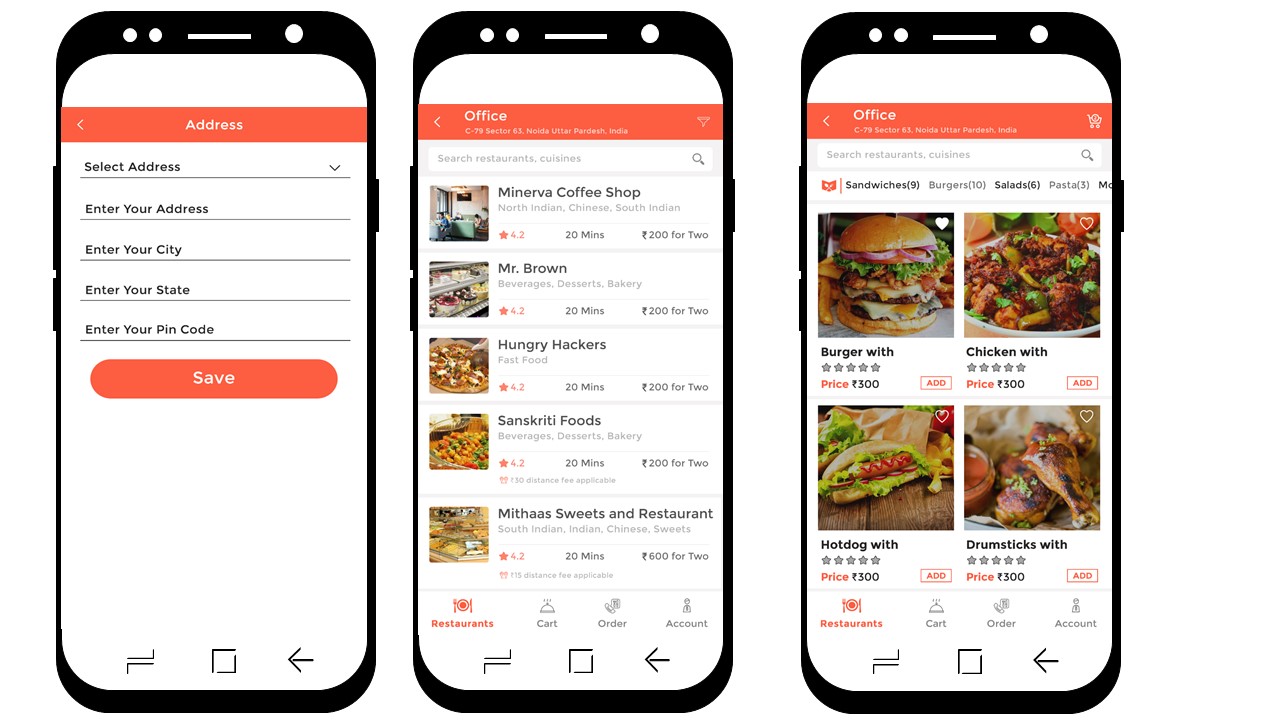 Address
Select Address
Enter Your Address
Enter Your City
Enter Your State
Enter Your Pin Code
Save
Office
C-79 Sector 63, Noida Uttar Pardesh, India
Search restaurants, cuisines
Minerva Coffee Shop
North Indian, Chinese, South Indian
4.2 20 Mins ₹200 for Two
Mr. Brown
Beverages, Desserts, Bakery
4.2 20 Mins ₹200 for Two
Hungry Hackers
Fast Food
4.2 20 Mins ₹200 for Two
Sanskriti Foods
Beverages, Desserts, Bakery
4.2 20 Mins ₹200 for Two
₹30 distance fee applicable
Mithaas Sweets and Restaurant
South Indian, Indian, Chinese, Sweets
4.2 20 Mins ₹600 for Two
₹15 distance fee applicable
Restaurants Cart Order Account
Office
C-79 Sector 63, Noida Uttar Pardesh, India
Search restaurants, cuisines
Sandwiches(9) Burgers(10) Salads(6) Pasta(3) Mo
Burger with
Price ₹300 ADD
Chicken with
Price ₹300 ADD
Hotdog with
Price ₹300 ADD
Drumsticks with
Price ₹300 ADD
Restaurants Cart Order Account